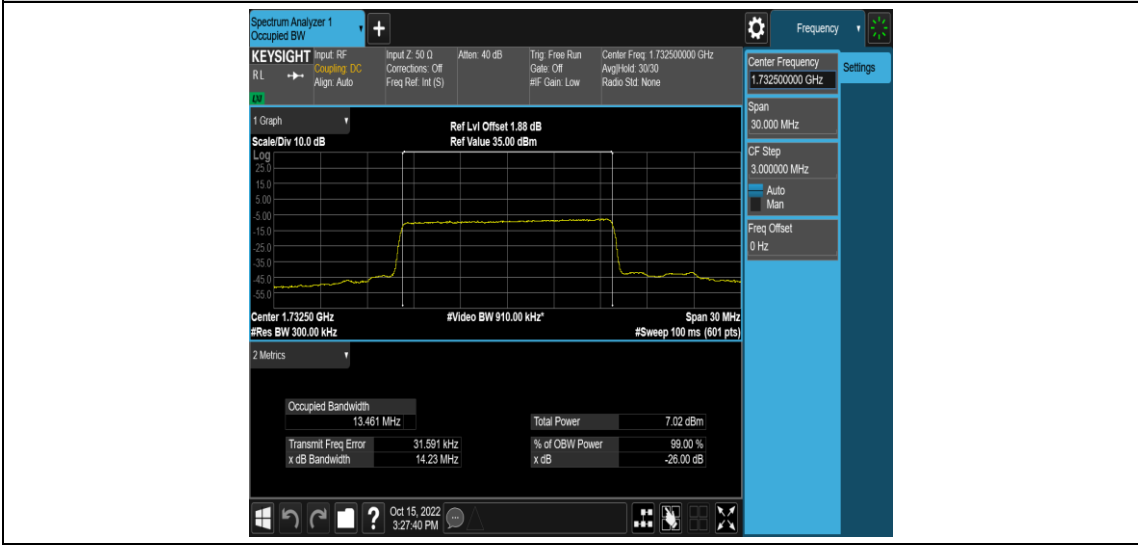 Spectrum Analyzer 1
Occupied BW
+
Frequency
KEYSIGHT
RL
LXI
Input: RF
Coupling: DC
Align: Auto
Input Z: 50 Ω
Corrections: Off
Freq Ref: Int (S)
Atten: 40 dB
Trig: Free Run
Gate: Off
#IF Gain: Low
Center Freq: 1.732500000 GHz
Avg|Hold: 30/30
Radio Std: None
Center Frequency
1.732500000 GHz
Settings
Span
30.000 MHz
CF Step
3.000000 MHz
Auto
Man
Freq Offset
0 Hz
1 Graph
Scale/Div 10.0 dB
Ref Lvl Offset 1.88 dB
Ref Value 35.00 dBm
Log
25.0
15.0
5.00
-5.00
-15.0
-25.0
-35.0
-45.0
-55.0
Center 1.73250 GHz
#Video BW 910.00 kHz*
Span 30 MHz
#Res BW 300.00 kHz
#Sweep 100 ms (601 pts)
2 Metrics
Occupied Bandwidth
13.461 MHz
Total Power 7.02 dBm
Transmit Freq Error 31.591 kHz
% of OBW Power 99.00 %
x dB Bandwidth 14.23 MHz
x dB -26.00 dB
?
Oct 15, 2022
3:27:40 PM